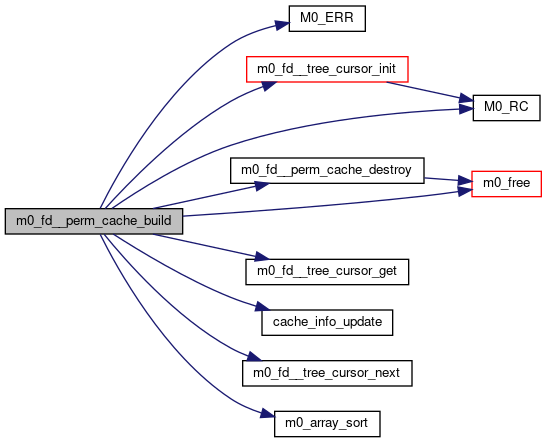 M0_ERR
m0_fd__tree_cursor_init
M0_RC
m0_fd__perm_cache_destroy
m0_free
m0_fd__perm_cache_build
m0_fd__tree_cursor_get
cache_info_update
m0_fd__tree_cursor_next
m0_array_sort